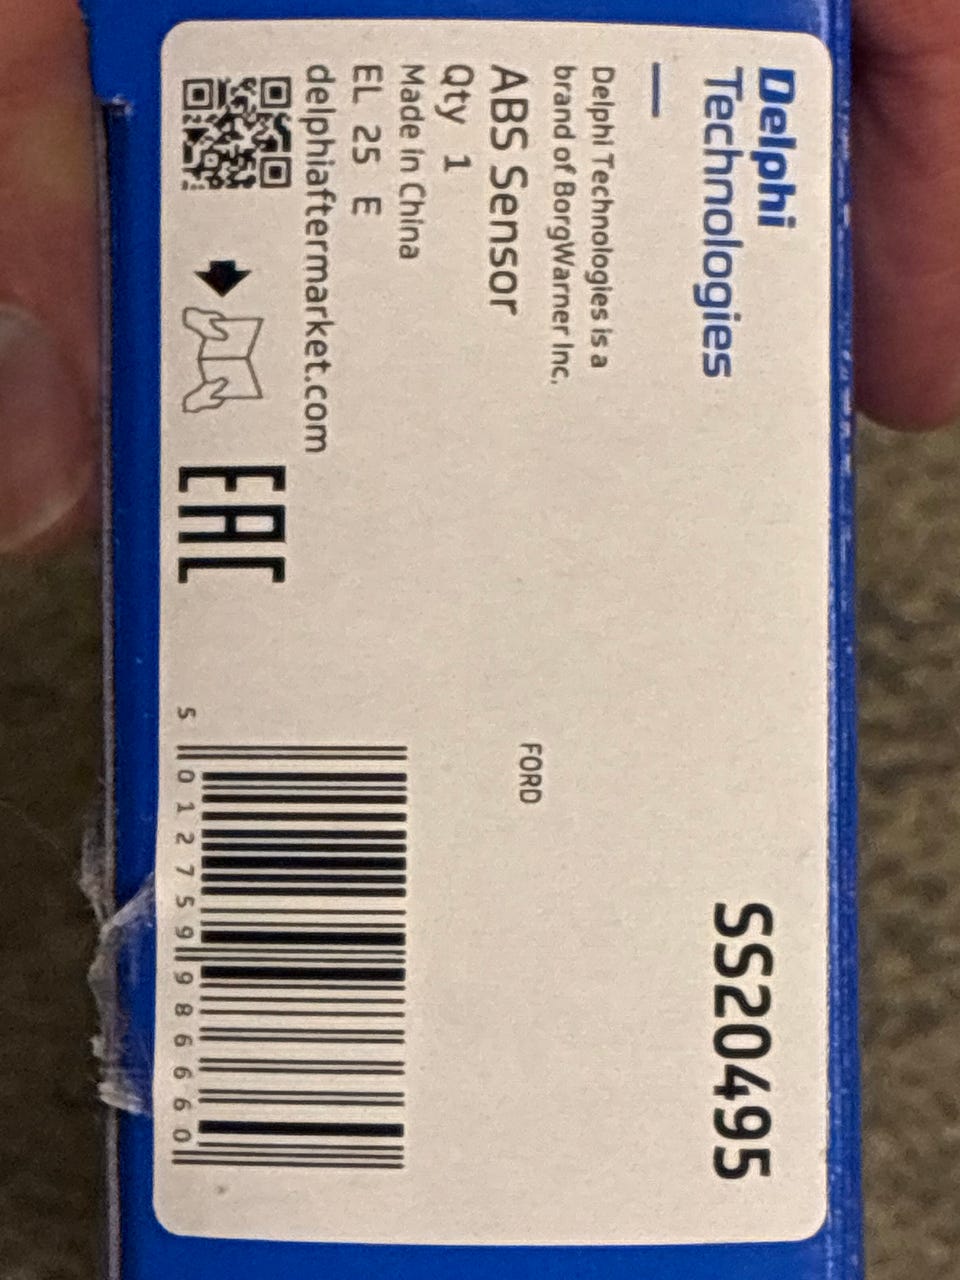 Delphi
Technologies
SS20495
Delphi Technologies is a
brand of BorgWarner Inc.
ABS Sensor
FORD
Qty 1
Made in China
EL 25 E
delphiaftermarket.com
EAC
5 012759 986660